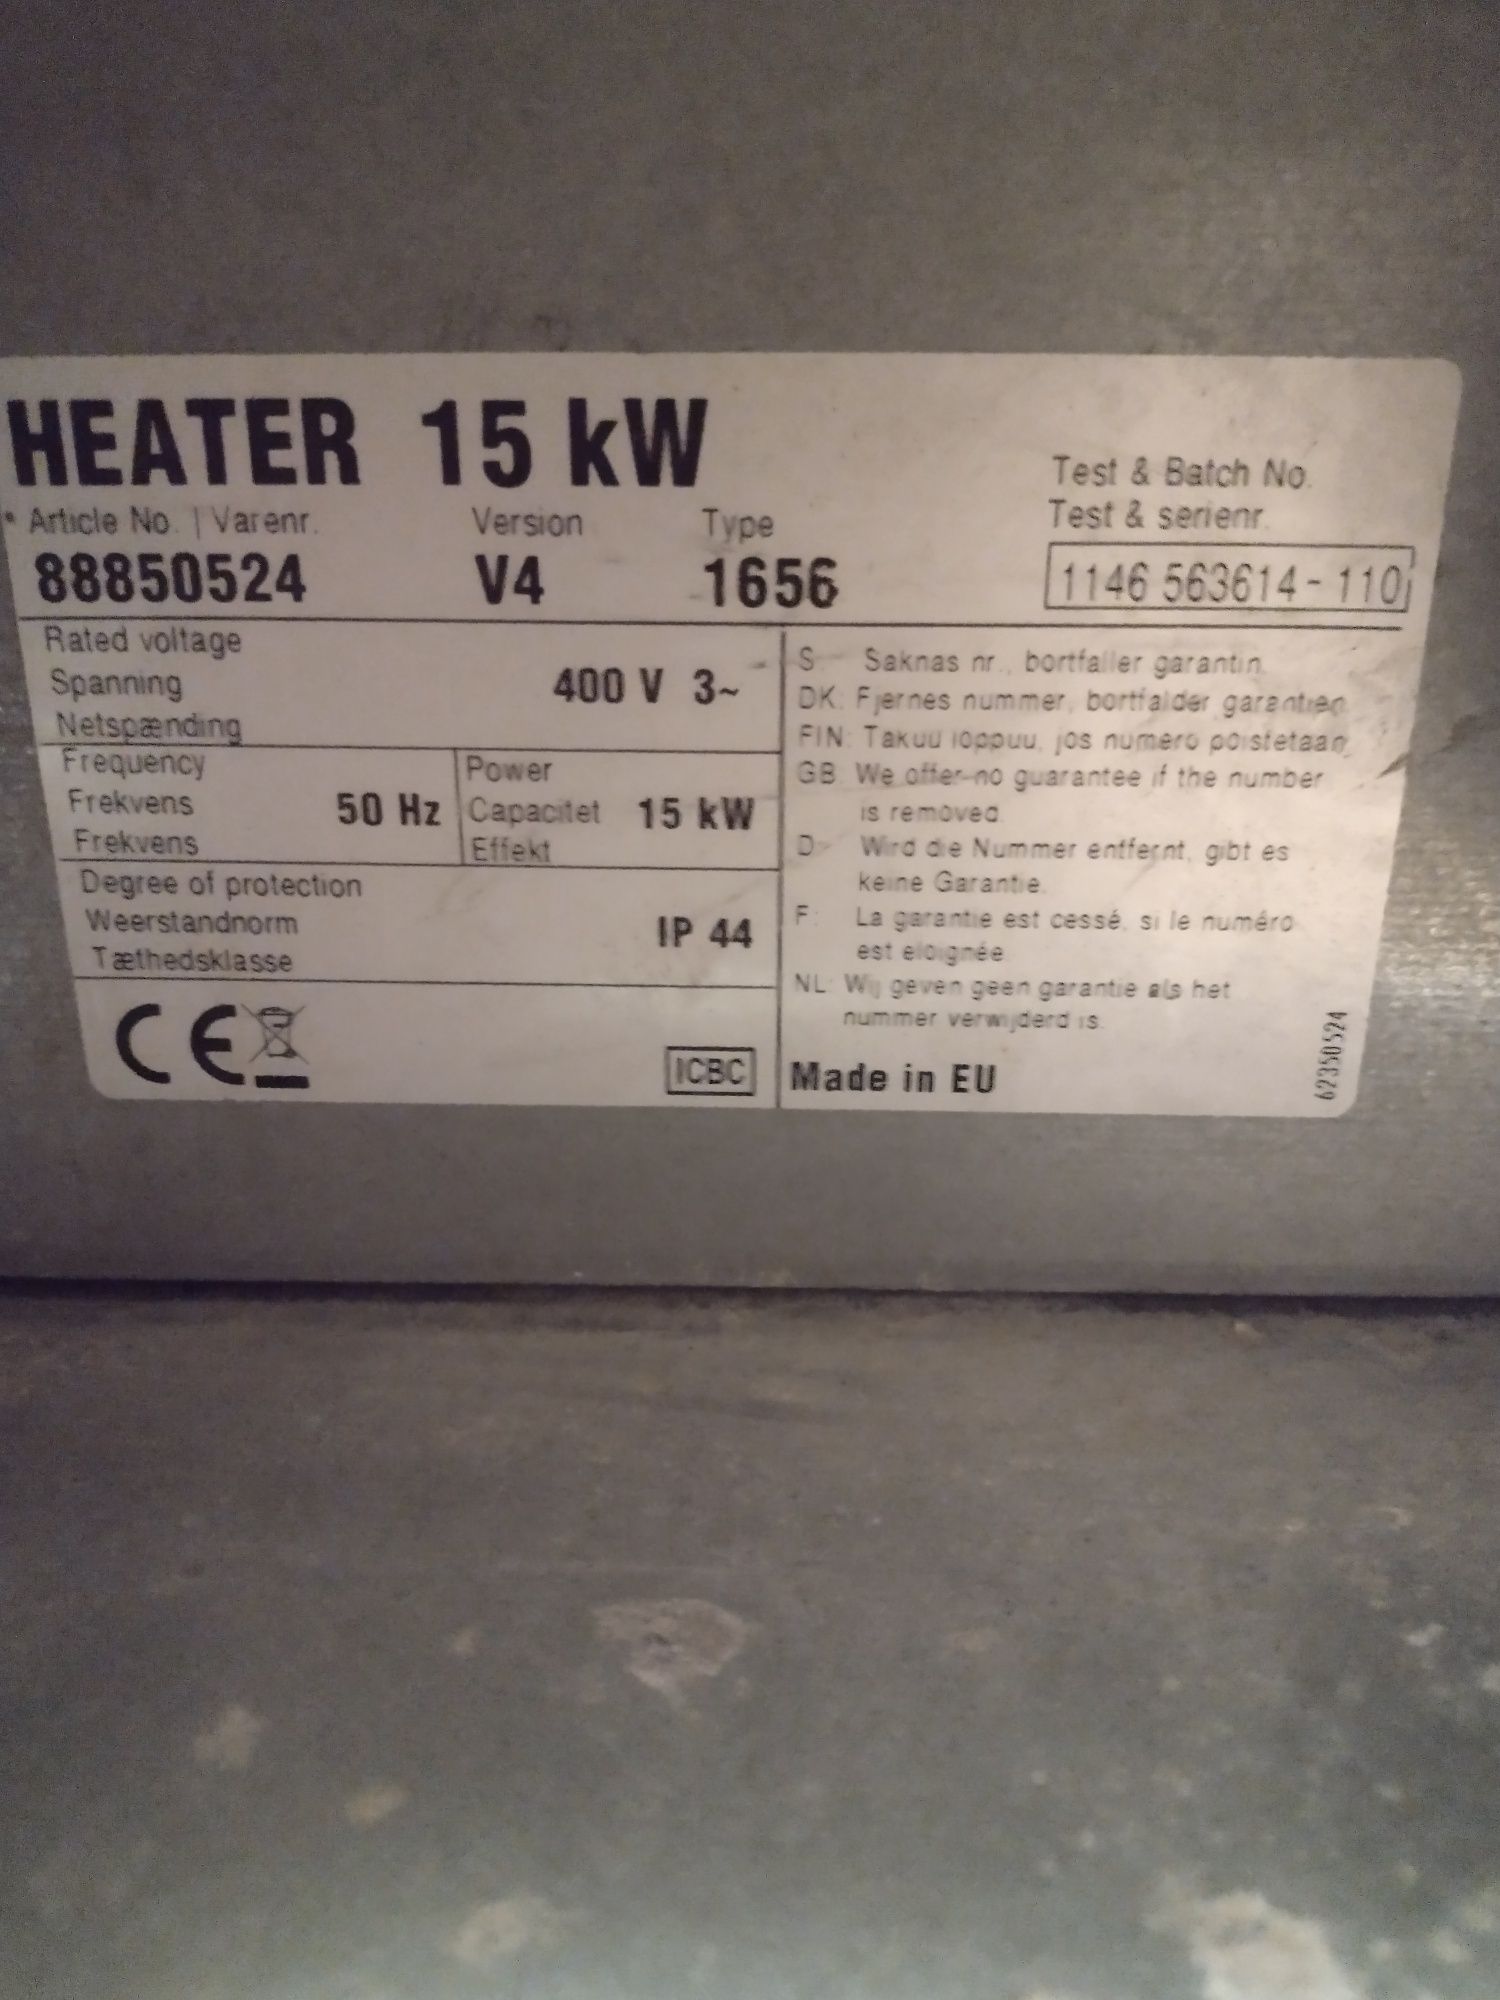 HEATER 15 kW
Test & Batch No.
Test & serienr.
Article No. | Varenr.
Version
Type
88850524
V4
1656
1146 563614-110
Rated voltage
Spanning
Netspænding
400 V 3~
Frequency
Frekvens
Frekvens
50 Hz
Power
Capacitet
Effekt
15 kW
Degree of protection
Weerstandnorm
Tæthedsklasse
IP 44
CE
ICBC
S: Saknas nr., bortfaller garantin.
DK: Fjernes nummer, bortfalder garantien
FIN: Takuu loppuu, jos numero poistetaan
GB: We offer no guarantee if the number
is removed.
D: Wird die Nummer entfernt, gibt es
keine Garantie.
F: La garantie est cessé, si le numéro
est eloignée.
NL: Wij geven geen garantie als het
nummer verwijderd is.
Made in EU
62350524